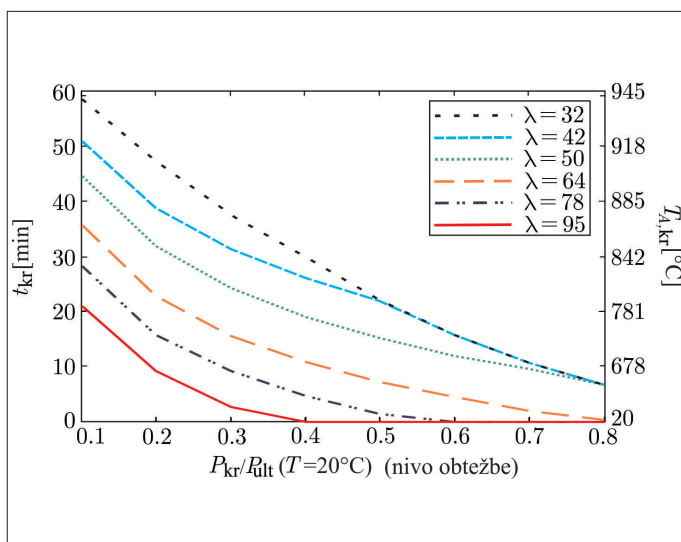 60
50
40
30
20
10
0
t_kr[min]
945
918
885
842
781
678
20
T_A,kr[°C]
λ=32
λ=42
λ=50
λ=64
λ=78
λ=95
0.1 0.2 0.3 0.4 0.5 0.6 0.7 0.8
P_kr/P_ult (T=20°C) (nivo obtežbe)